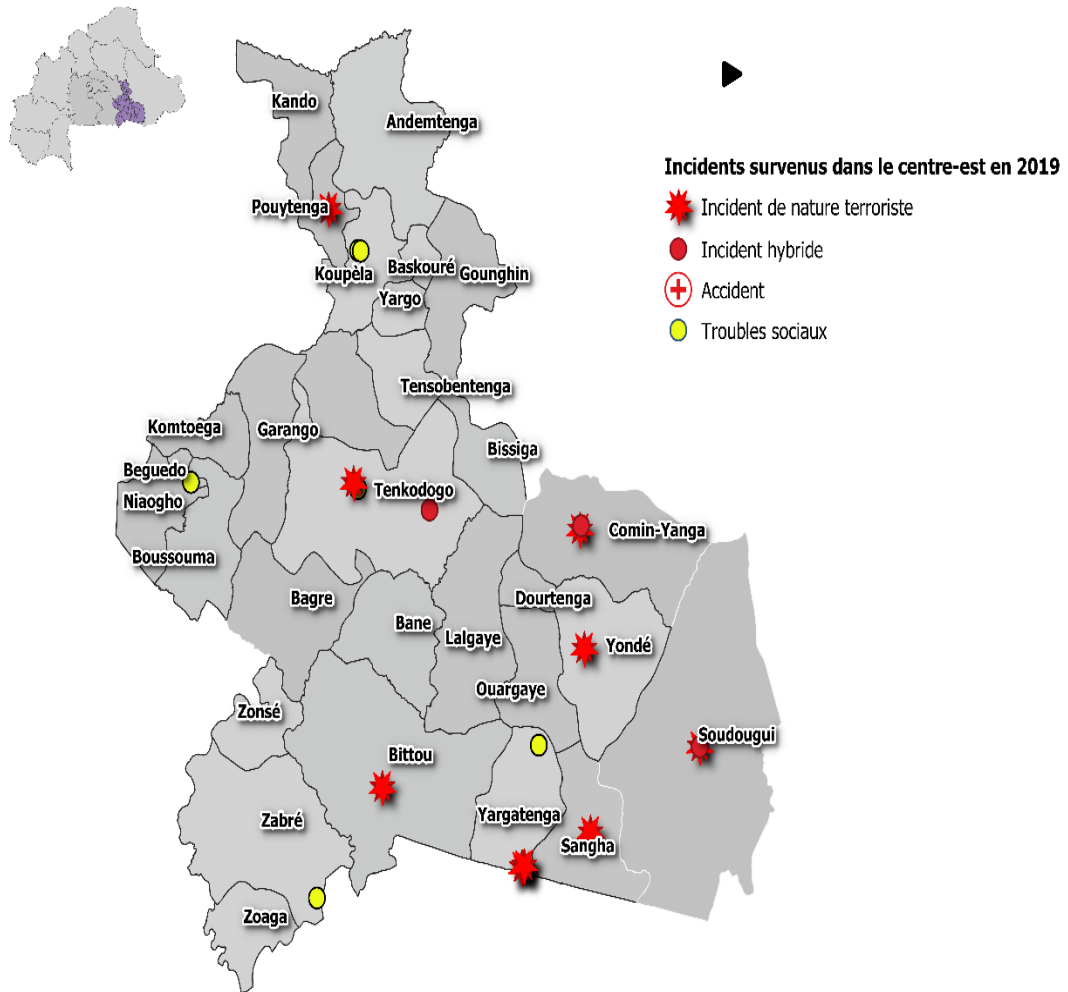 Kando
Andemtenga
Incidents survenus dans le centre-est en 2019
Incident de nature terroriste
Incident hybride
Accident
Troubles sociaux
Pouytenga
Koupèla
Baskouré
Gounghin
Yargo
Tensobentenga
Komtoèga
Garango
Bissiga
Beguedo
Niaogho
Tenkodogo
Comin-Yanga
Boussouma
Bagre
Dourtenga
Bane
Lalgaye
Yondé
Ouargaye
Zonsé
Bittou
Soudougui
Zabré
Yargatenga
Sangha
Zoaga